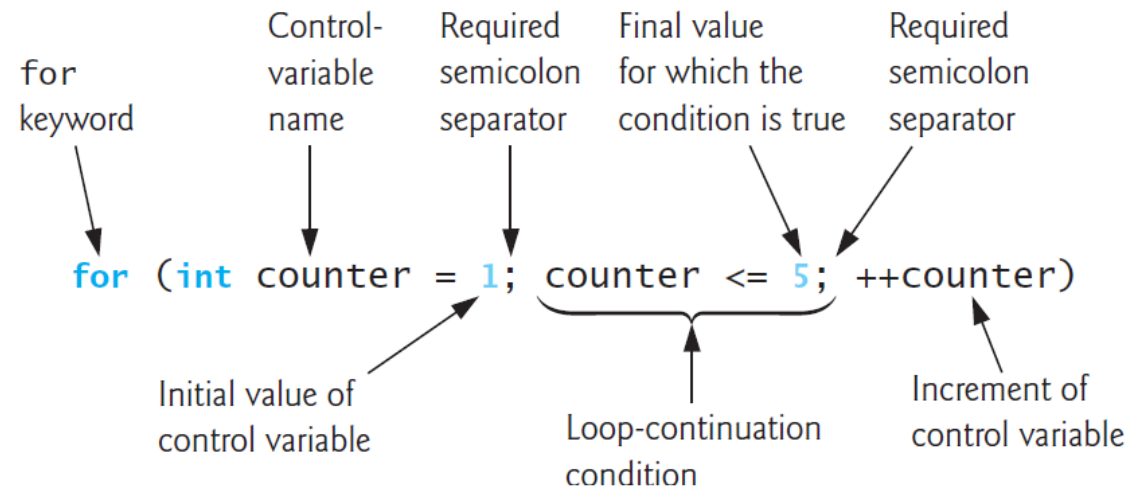 for
keyword
Control-
variable
name
Required
semicolon
separator
Final value
for which the
condition is true
Required
semicolon
separator
for (int counter = 1; counter <= 5; ++counter)
Initial value of
control variable
Loop-continuation
condition
Increment of
control variable